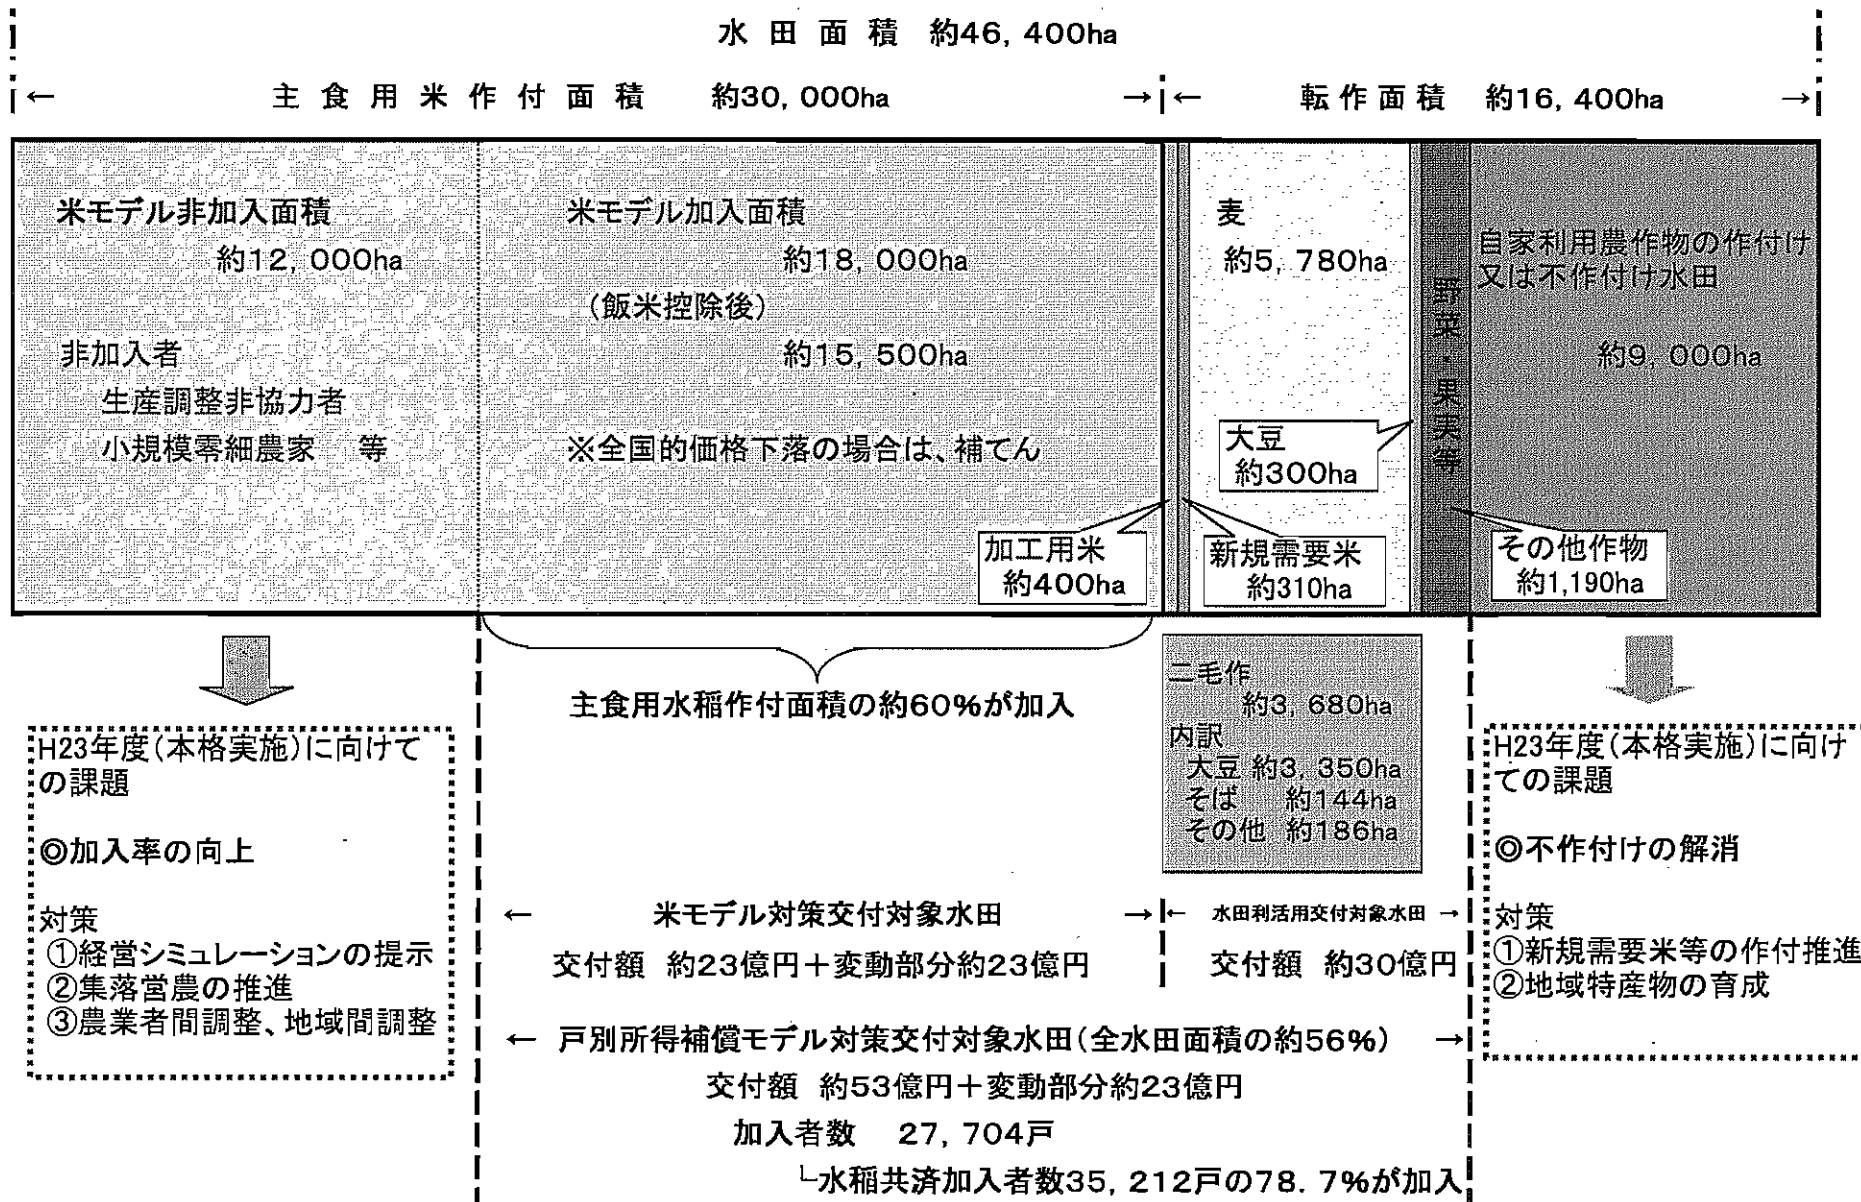 水田面積 約46,400ha
← 主食用米作付面積 約30,000ha →
← 転作面積 約16,400ha →
米モデル非加入面積
約12,000ha
非加入者
生産調整非協力者
小規模零細農家 等
米モデル加入面積
約18,000ha
(飯米控除後)
約15,500ha
※全国的価格下落の場合は、補てん
加工用米
約400ha
新規需要米
約310ha
麦
約5,780ha
大豆
約300ha
野菜・果実等
その他作物
約1,190ha
自家利用農作物の作付け
又は不作付け水田
約9,000ha
主食用水稲作付面積の約60%が加入
二毛作
約3,680ha
内訳
大豆 約3,350ha
そば 約144ha
その他 約186ha
H23年度(本格実施)に向けて
の課題
◎加入率の向上
対策
①経営シミュレーションの提示
②集落営農の推進
③農業者間調整、地域間調整
← 米モデル対策交付対象水田 →
交付額 約23億円+変動部分約23億円
← 水田利活用交付対象水田 →
交付額 約30億円
← 戸別所得補償モデル対策交付対象水田(全水田面積の約56%) →
交付額 約53億円+変動部分約23億円
加入者数 27,704戸
└水稲共済加入者数35,212戸の78.7%が加入
H23年度(本格実施)に向け
ての課題
◎不作付けの解消
対策
①新規需要米等の作付推進
②地域特産物の育成